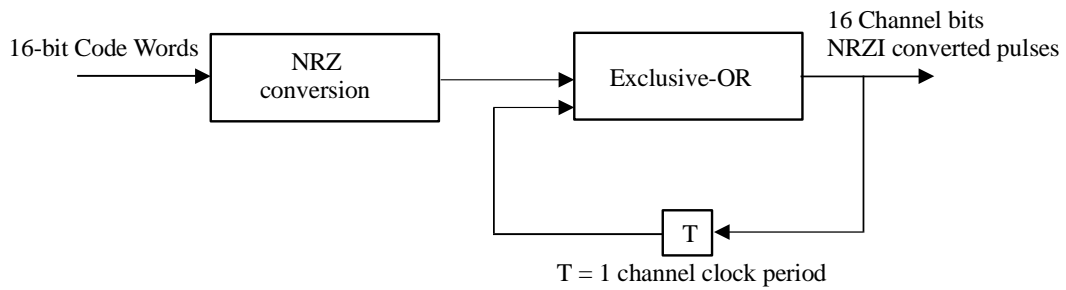 16-bit Code Words
NRZ
conversion
Exclusive-OR
16 Channel bits
NRZI converted pulses
T
T = 1 channel clock period